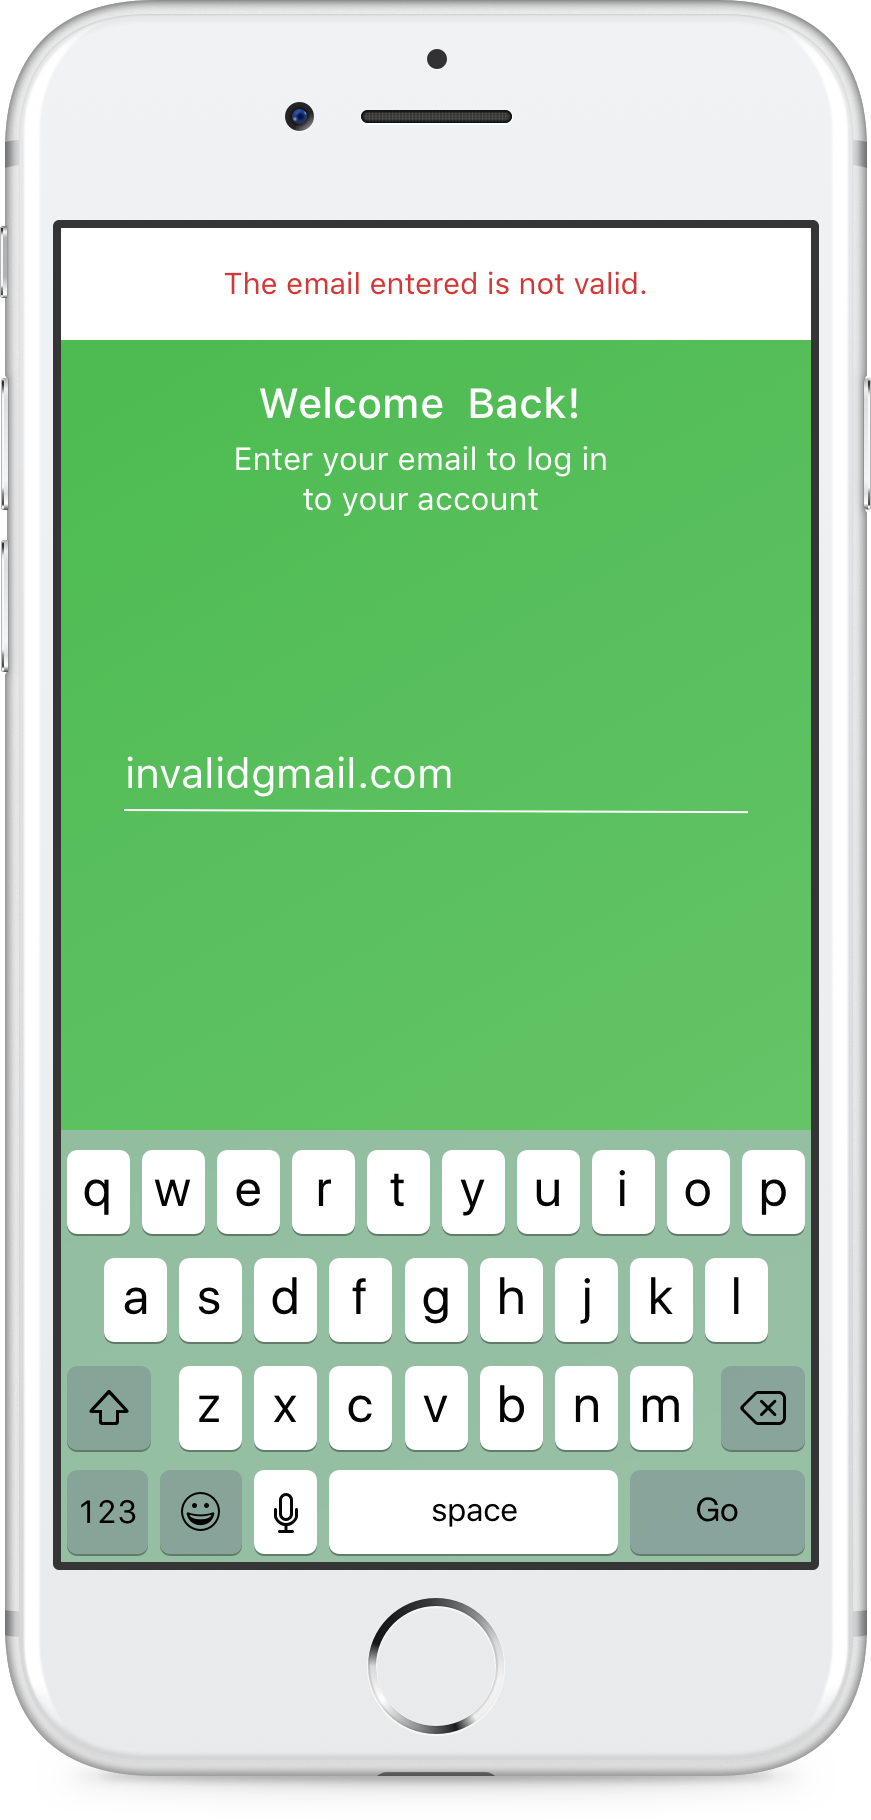 The email entered is not valid.
Welcome Back!
Enter your email to log in
to your account
invalidgmail.com
q w e r t y u i o p
a s d f g h j k l
z x c v b n m
123 space Go